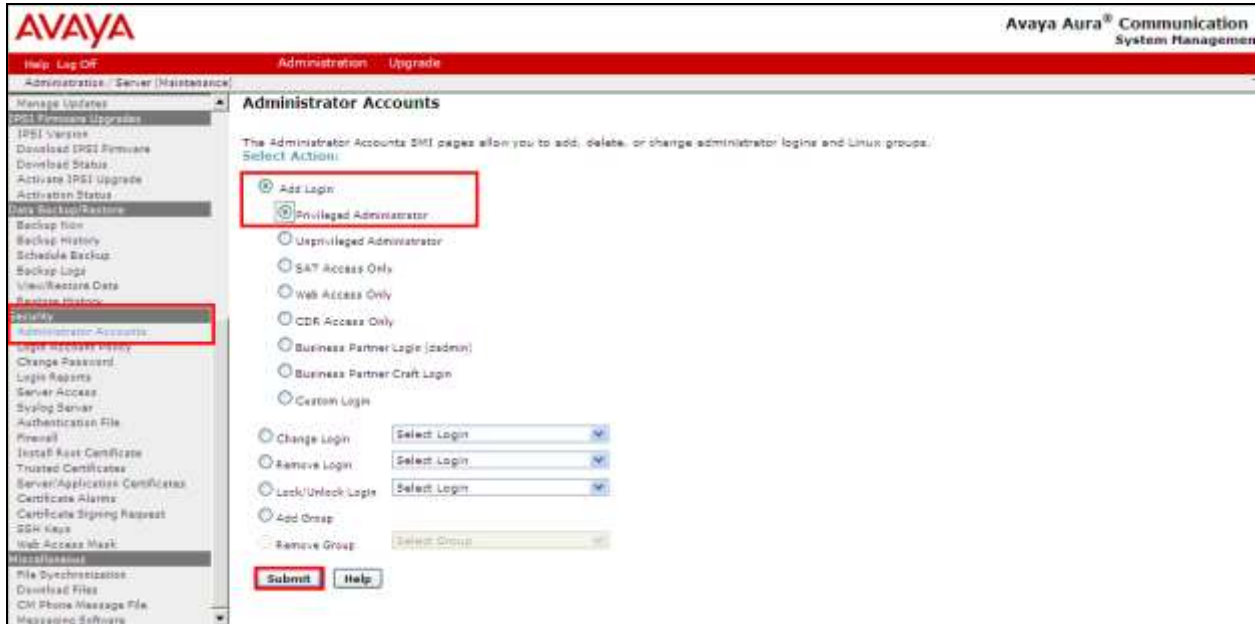 AVAYA
Avaya Aura® Communication
System Managemen
Help Log Off
Administration Upgrade
Administration / Server (Maintenance)
Manage Updates
IPSI Firmware Upgrades
IPSI Version
Download IPSI Firmware
Download Status
Activate IPSI Upgrade
Activation Status
Data Backup/Restore
Backup Now
Backup History
Schedule Backup
Backup Logs
View/Restore Data
Restore History
Security
Administrator Accounts
Login Account Policy
Change Password
Login Reports
Server Access
Syslog Server
Authentication File
Firewall
Install Root Certificate
Trusted Certificates
Server/Application Certificates
Certificate Alarms
Certificate Signing Request
SSH Keys
Web Access Mask
Miscellaneous
File Synchronization
Download Files
CM Phone Message File
Messaging Software
Administrator Accounts
The Administrator Accounts SMI pages allow you to add, delete, or change administrator logins and Linux groups.
Select Action:
Add Login
Privileged Administrator
Unprivileged Administrator
SAT Access Only
Web Access Only
CDR Access Only
Business Partner Login (dadmin)
Business Partner Craft Login
Custom Login
Change Login Select Login
Remove Login Select Login
Lock/Unlock Login Select Login
Add Group
Remove Group Select Group
Submit Help